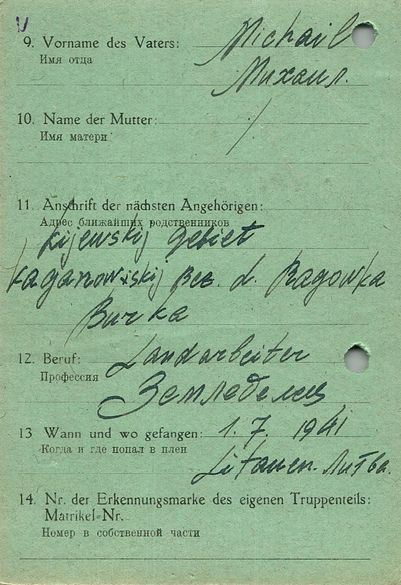 9. Vorname des Vaters: Michail
Имя отца Михаил.
10. Name der Mutter: /
Имя матери
11. Anschrift der nächsten Angehörigen:
Адрес ближайших родственников
Kijewskij Gebiet
Kaganowiskij Bez. d. Ragowka
Burka
12. Beruf: Landarbeiter
Профессия Земледелец
13 Wann und wo gefangen: 1. 7. 1941
Когда и где попал в плен Litauen. Литва.
14. Nr. der Erkennungsmarke des eigenen Truppenteils:
Matrikel-Nr.
Номер в собственной части